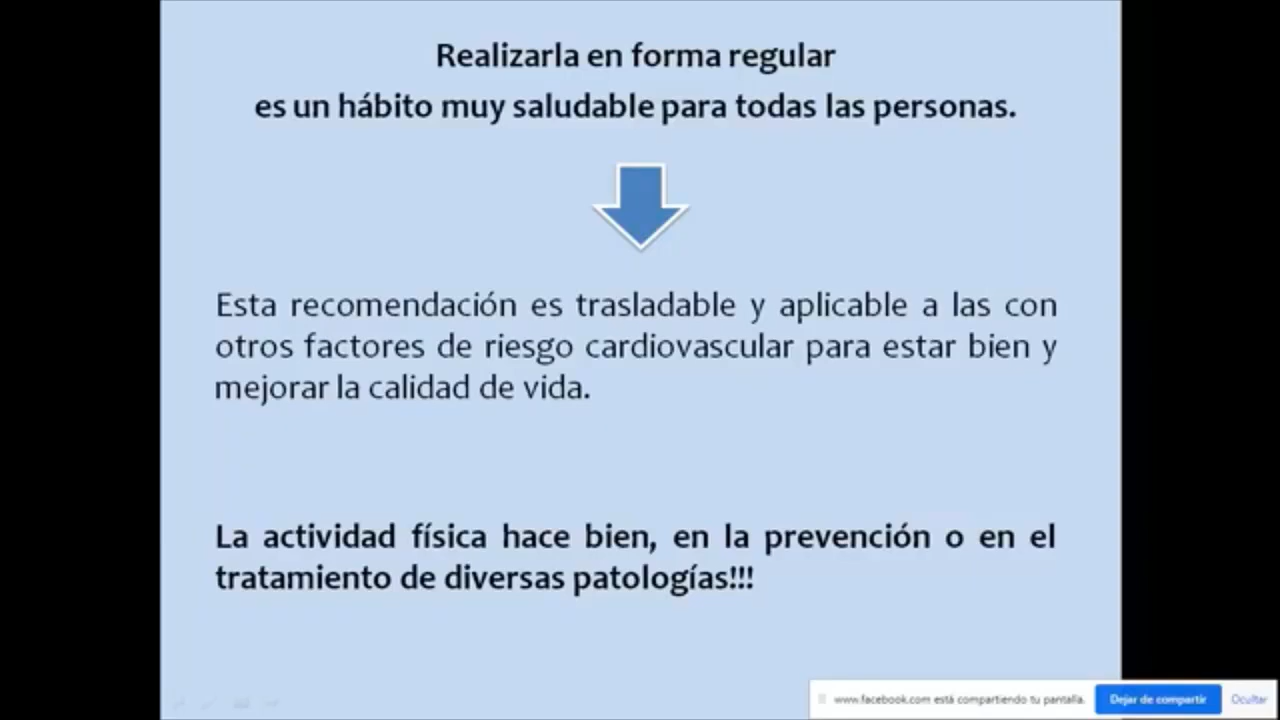 Realizarla en forma regular
es un hábito muy saludable para todas las personas.
Esta recomendación es trasladable y aplicable a las con
otros factores de riesgo cardiovascular para estar bien y
mejorar la calidad de vida.
La actividad física hace bien, en la prevención o en el
tratamiento de diversas patologías!!!
www.facebook.com está compartiendo tu pantalla. Dejar de compartir Ocultar